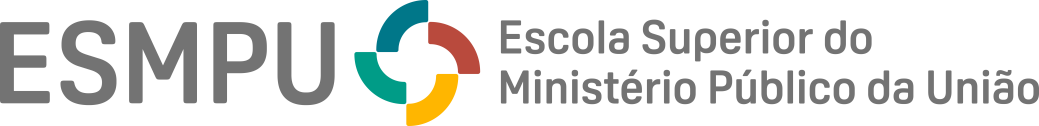 ESMPU
Escola Superior do
Ministério Público da União